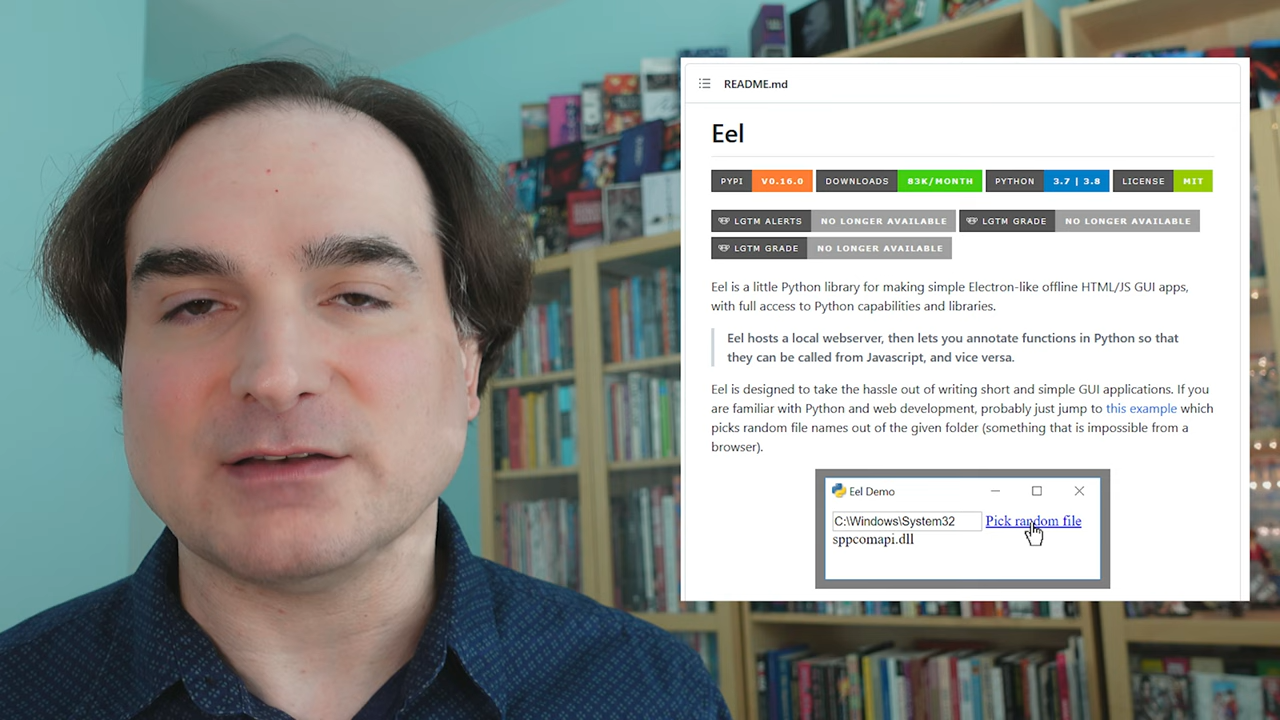 README.md
Eel
PYPI V0.16.0 DOWNLOADS 83K/MONTH PYTHON 3.7 | 3.8 LICENSE MIT
LGTM ALERTS NO LONGER AVAILABLE LGTM GRADE NO LONGER AVAILABLE
LGTM GRADE NO LONGER AVAILABLE
Eel is a little Python library for making simple Electron-like offline HTML/JS GUI apps,
with full access to Python capabilities and libraries.
Eel hosts a local webserver, then lets you annotate functions in Python so that
they can be called from Javascript, and vice versa.
Eel is designed to take the hassle out of writing short and simple GUI applications. If you
are familiar with Python and web development, probably just jump to this example which
picks random file names out of the given folder (something that is impossible from a
browser).
Eel Demo
C:\Windows\System32 Pick random file
sppcomapi.dll